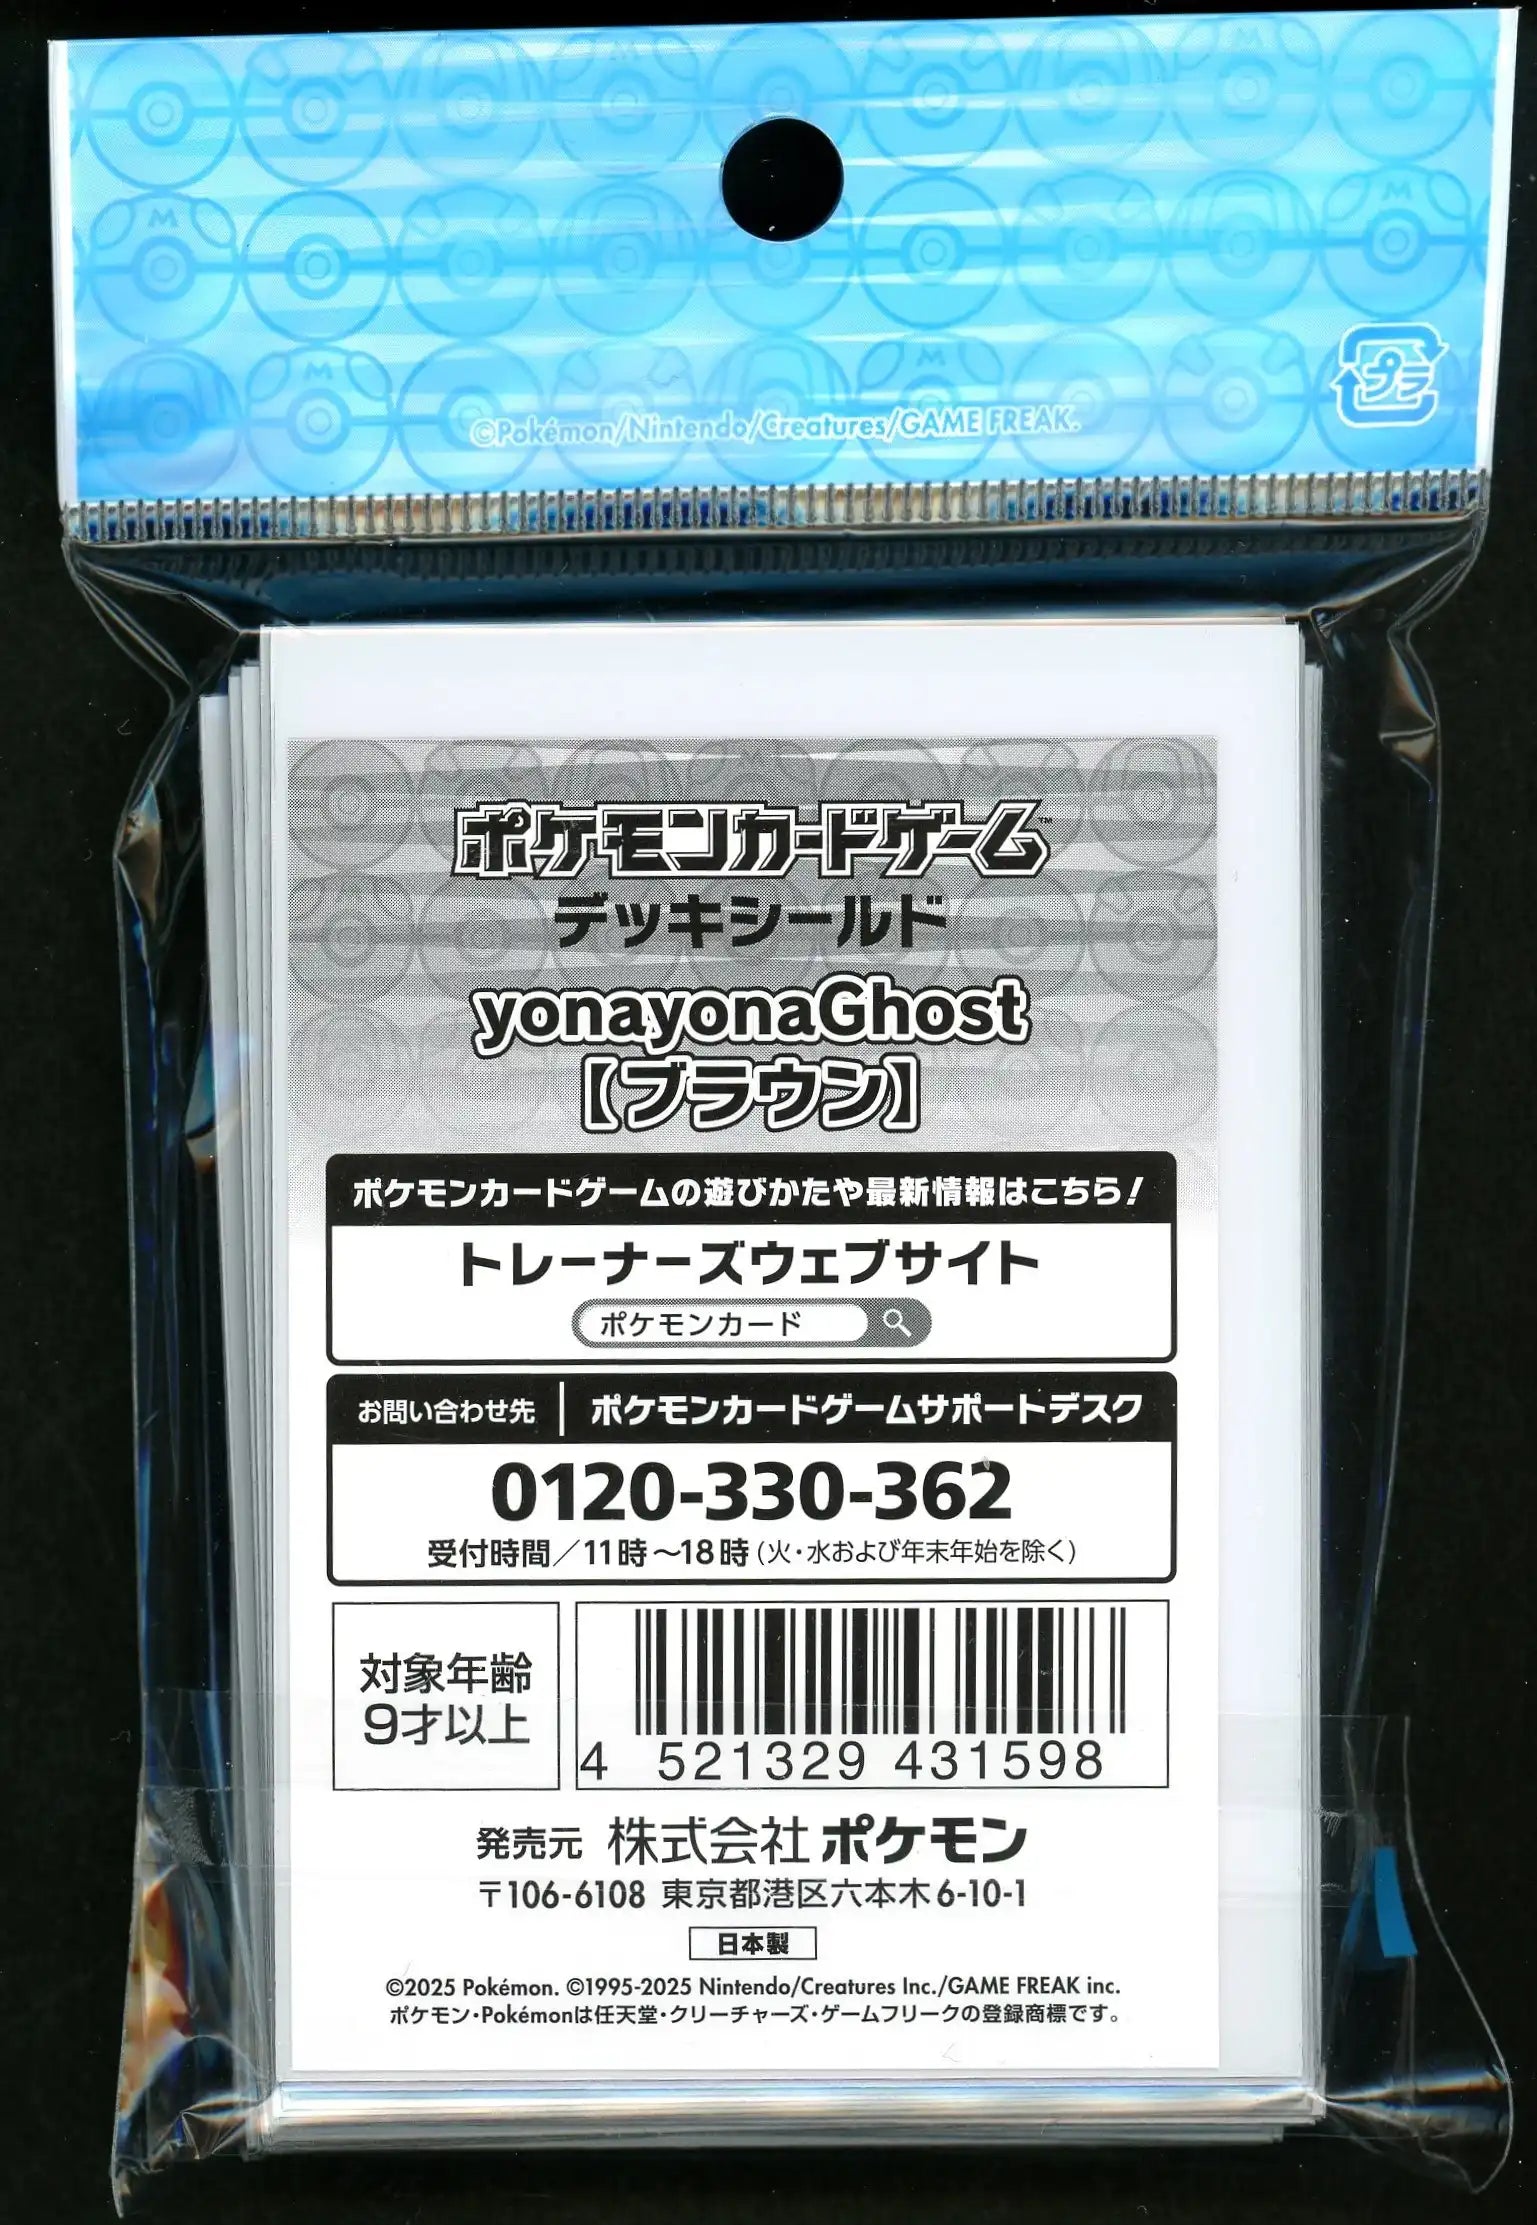 ©Pokémon/Nintendo/Creatures/GAME FREAK.
プラ
ポケモンカードゲーム™
デッキシールド
yonayonaGhost
【ブラウン】
ポケモンカードゲームの遊びかたや最新情報はこちら!
トレーナーズウェブサイト
ポケモンカード
お問い合わせ先 | ポケモンカードゲームサポートデスク
0120-330-362
受付時間/11時~18時(火・水および年末年始を除く)
対象年齢
9才以上
4 521329 431598
発売元 株式会社ポケモン
〒106-6108 東京都港区六本木6-10-1
日本製
©2025 Pokémon. ©1995-2025 Nintendo/Creatures Inc./GAME FREAK inc.
ポケモン・Pokémonは任天堂・クリーチャーズ・ゲームフリークの登録商標です。